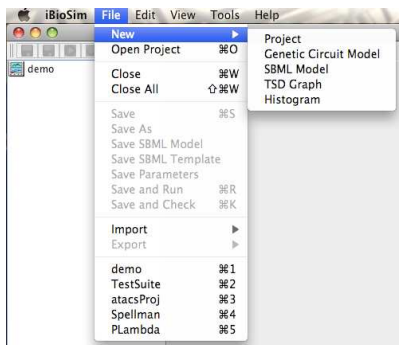 iBioSim File Edit View Tools Help
demo
New
Open Project ⌘O
Close ⌘W
Close All ⇧⌘W
Save ⌘S
Save As
Save SBML Model
Save SBML Template
Save Parameters
Save and Run ⌘R
Save and Check ⌘K
Import
Export
demo ⌘1
TestSuite ⌘2
atacsProj ⌘3
Spellman ⌘4
PLambda ⌘5
Project
Genetic Circuit Model
SBML Model
TSD Graph
Histogram